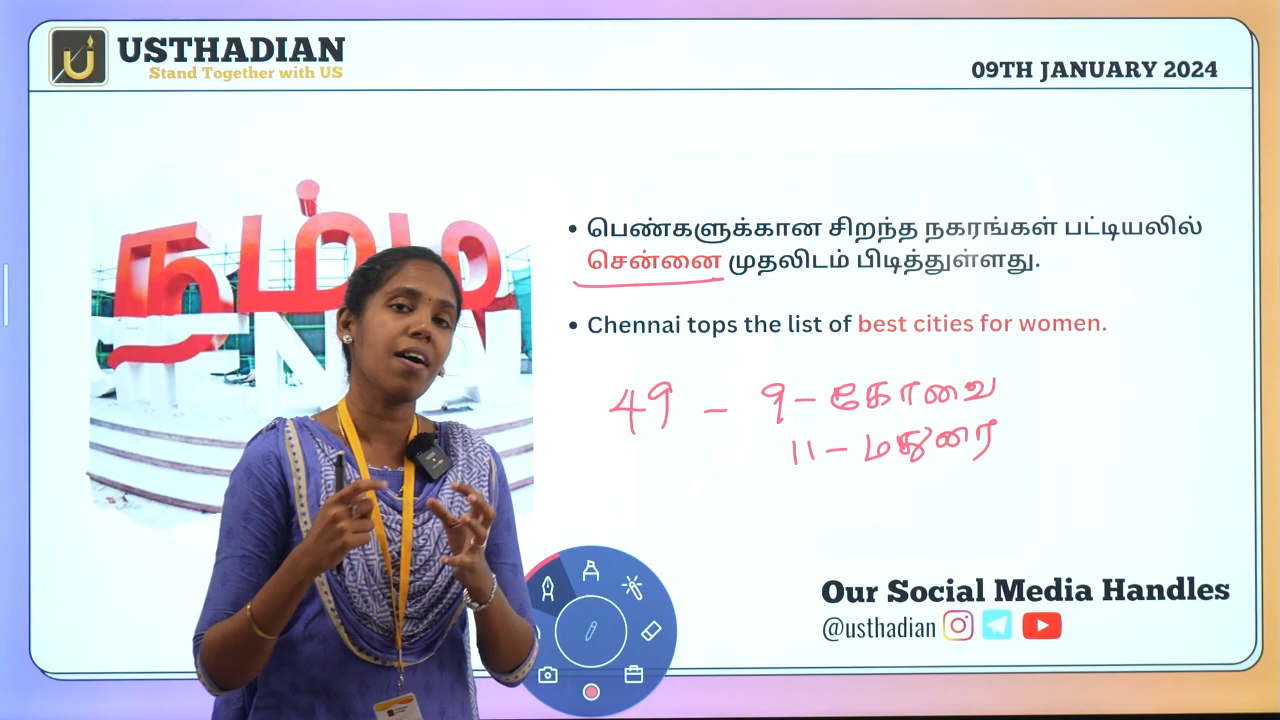 USTHADIAN
Stand Together with US
09TH JANUARY 2024
நம்ம
பெண்களுக்கான சிறந்த நகரங்கள் பட்டியலில்
சென்னை முதலிடம் பிடித்துள்ளது.
Chennai tops the list of best cities for women.
49 - 9 - கோவை
11 - மதுரை
Our Social Media Handles
@usthadian